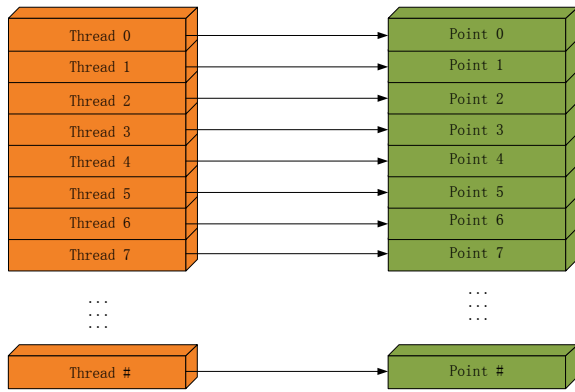 Thread 0 Point 0
Thread 1 Point 1
Thread 2 Point 2
Thread 3 Point 3
Thread 4 Point 4
Thread 5 Point 5
Thread 6 Point 6
Thread 7 Point 7
... ...
... ...
... ...
Thread # Point #